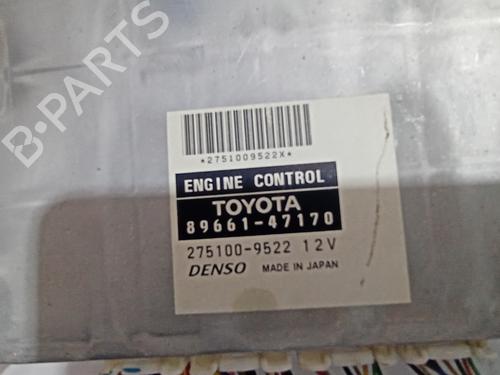 B-PARTS
*2751009522X*
ENGINE CONTROL
TOYOTA
89661-47170
275100-9522 12V
DENSO MADE IN JAPAN